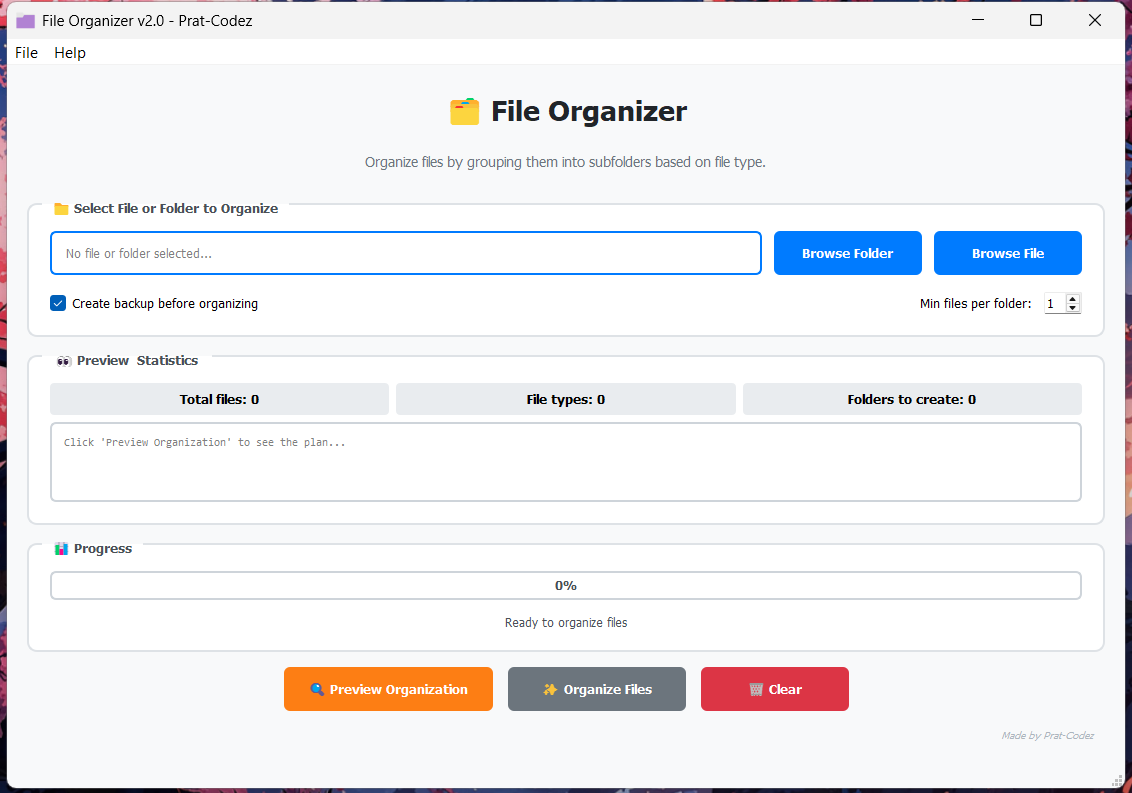 File Organizer v2.0 - Prat-Codez
File Help
File Organizer
Organize files by grouping them into subfolders based on file type.
Select File or Folder to Organize
No file or folder selected... Browse Folder Browse File
Create backup before organizing Min files per folder: 1
Preview  Statistics
Total files: 0 File types: 0 Folders to create: 0
Click 'Preview Organization' to see the plan...
Progress
0%
Ready to organize files
Preview Organization Organize Files Clear
Made by Prat-Codez